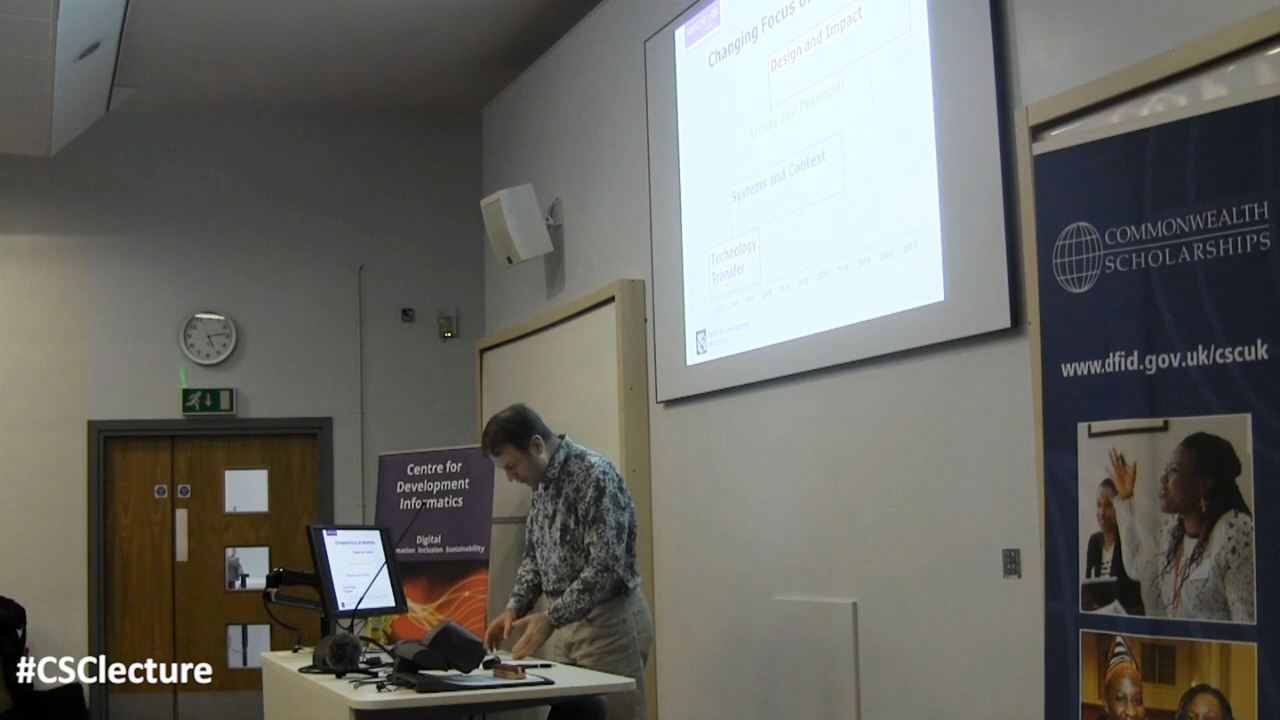 Changing Focus of
Design and Impact
Access and Potential
Systems and Context
Technology
Transfer
COMMONWEALTH
SCHOLARSHIPS
www.dfid.gov.uk/cscuk
Centre for
Development
Informatics
Digital
Inclusion Sustainability
#CSClecture